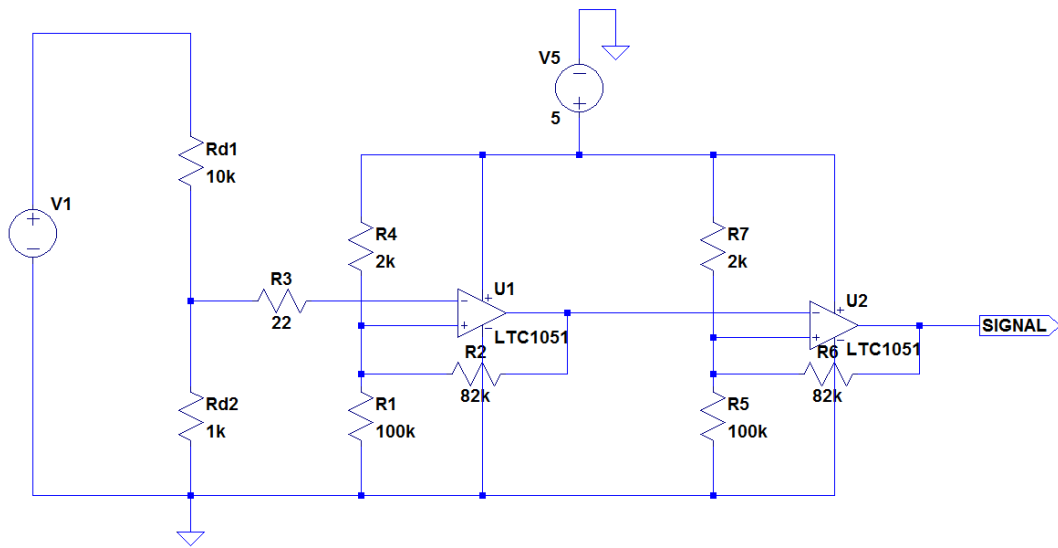 V5
5
Rd1
10k
V1
R4
2k
R7
2k
R3
22
U1
LTC1051
U2
LTC1051
SIGNAL
R2
82k
R6
82k
Rd2
1k
R1
100k
R5
100k